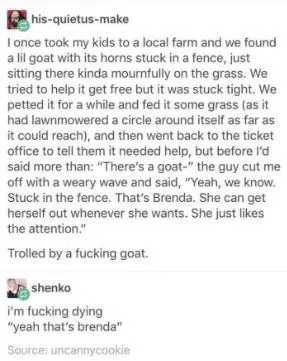 his-quietus-make
I once took my kids to a local farm and we found
a lil goat with its horns stuck in a fence, just
sitting there kinda mournfully on the grass. We
tried to help it get free but it was stuck tight. We
petted it for a while and fed it some grass (as it
had lawnmowered a circle around itself as far as
it could reach), and then went back to the ticket
office to tell them it needed help, but before I'd
said more than: "There's a goat-" the guy cut me
off with a weary wave and said, "Yeah, we know.
Stuck in the fence. That's Brenda. She can get
herself out whenever she wants. She just likes
the attention."
Trolled by a fucking goat.
shenko
i'm fucking dying
"yeah that's brenda"
Source: uncannycookie